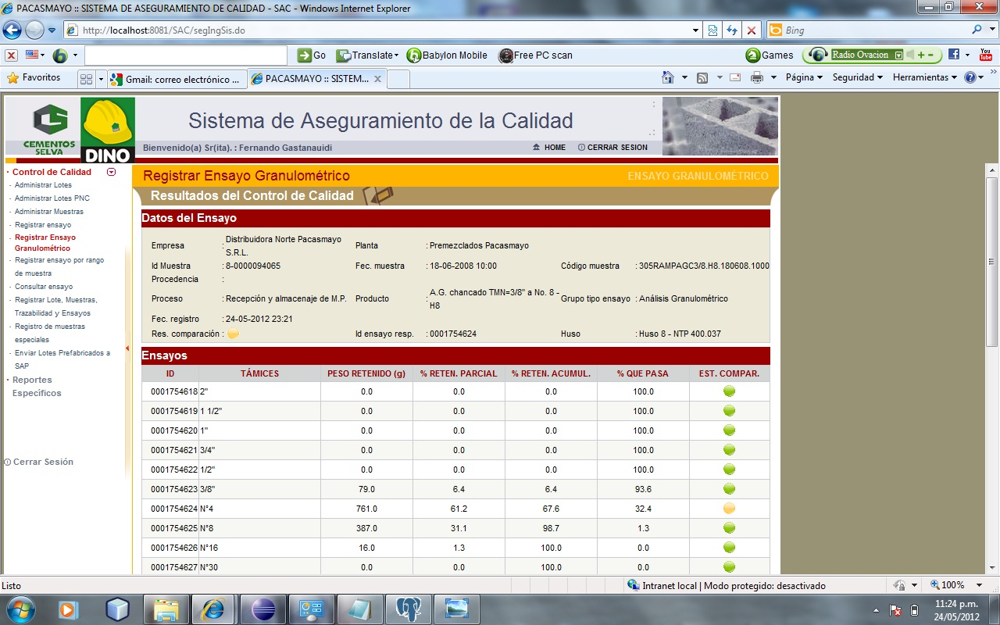 PACASMAYO :: SISTEMA DE ASEGURAMIENTO DE CALIDAD - SAC - Windows Internet Explorer
http://localhost:8081/SAC/segIngSis.do
Bing
Go Translate Babylon Mobile Free PC scan Games Radio Ovacion You Tube
Favoritos Gmail: correo electrónico ... PACASMAYO :: SISTEM... Página Seguridad Herramientas
CEMENTOS SELVA
DINO
Sistema de Aseguramiento de la Calidad
Bienvenido(a) Sr(ita). : Fernando Gastanauidi HOME CERRAR SESION
Control de Calidad
- Administrar Lotes
- Administrar Lotes PNC
- Administrar Muestras
- Registrar ensayo
- Registrar Ensayo
Granulométrico
- Registrar ensayo por rango
de muestra
- Consultar ensayo
- Registrar Lote, Muestras,
Trazabilidad y Ensayos
- Registro de muestras
especiales
- Enviar Lotes Prefabricados a
SAP
Reportes
Específicos
Cerrar Sesión
Registrar Ensayo Granulométrico ENSAYO GRANULOMÉTRICO
Resultados del Control de Calidad
Datos del Ensayo
Empresa : Distribuidora Norte Pacasmayo S.R.L. Planta : Premezclados Pacasmayo
Id Muestra : 8-0000094065 Fec. muestra : 18-06-2008 10:00 Código muestra : 305RAMPAGC3/8.H8.180608.1000
Procedencia :
Proceso : Recepción y almacenaje de M.P. Producto : A.G. chancado TMN=3/8" a No. 8 - H8 Grupo tipo ensayo : Análisis Granulométrico
Fec. registro : 24-05-2012 23:21
Res. comparación : Id ensayo resp. : 0001754624 Huso : Huso 8 - NTP 400.037
Ensayos
ID TÁMICES PESO RETENIDO (g) % RETEN. PARCIAL % RETEN. ACUMUL. % QUE PASA EST. COMPAR.
0001754618 2" 0.0 0.0 0.0 100.0
0001754619 1 1/2" 0.0 0.0 0.0 100.0
0001754620 1" 0.0 0.0 0.0 100.0
0001754621 3/4" 0.0 0.0 0.0 100.0
0001754622 1/2" 0.0 0.0 0.0 100.0
0001754623 3/8" 79.0 6.4 6.4 93.6
0001754624 N°4 761.0 61.2 67.6 32.4
0001754625 N°8 387.0 31.1 98.7 1.3
0001754626 N°16 16.0 1.3 100.0 0.0
0001754627 N°30 0.0 0.0 100.0 0.0
Listo Intranet local | Modo protegido: desactivado 100%
11:24 p.m.
24/05/2012